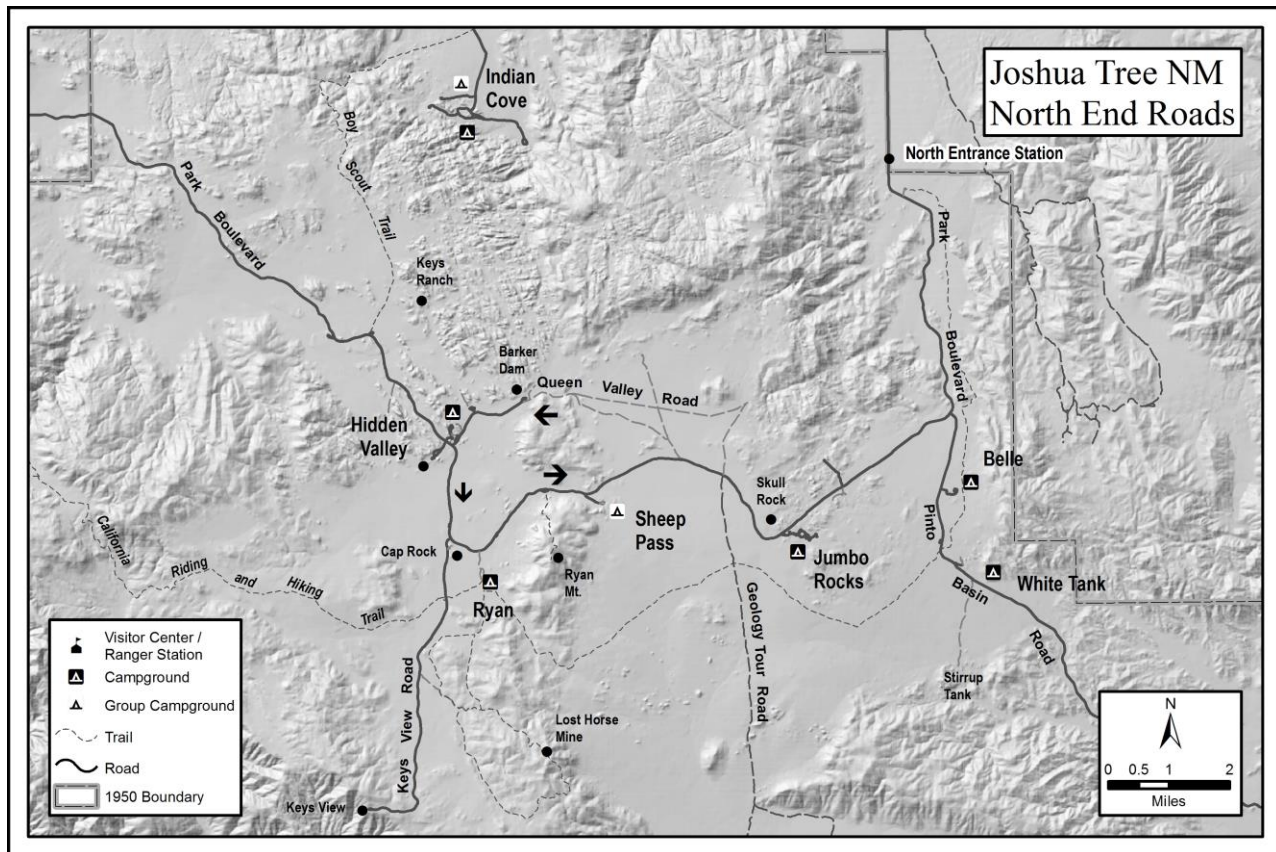 Joshua Tree NM
North End Roads
Indian
Cove
North Entrance Station
Boy
Scout
Trail
Park
Boulevard
Park
Boulevard
Keys
Ranch
Barker
Dam
Queen Valley Road
Hidden
Valley
Belle
Skull
Rock
Pinto
Sheep
Pass
Cap Rock
Jumbo
Rocks
California
Riding
and Hiking
Trail
Ryan
Ryan
Mt.
White Tank
Basin
Road
Geology Tour Road
Stirrup
Tank
Keys View Road
Lost Horse
Mine
Keys View
Visitor Center /
Ranger Station
Campground
Group Campground
Trail
Road
1950 Boundary
N
0 0.5 1 2
Miles